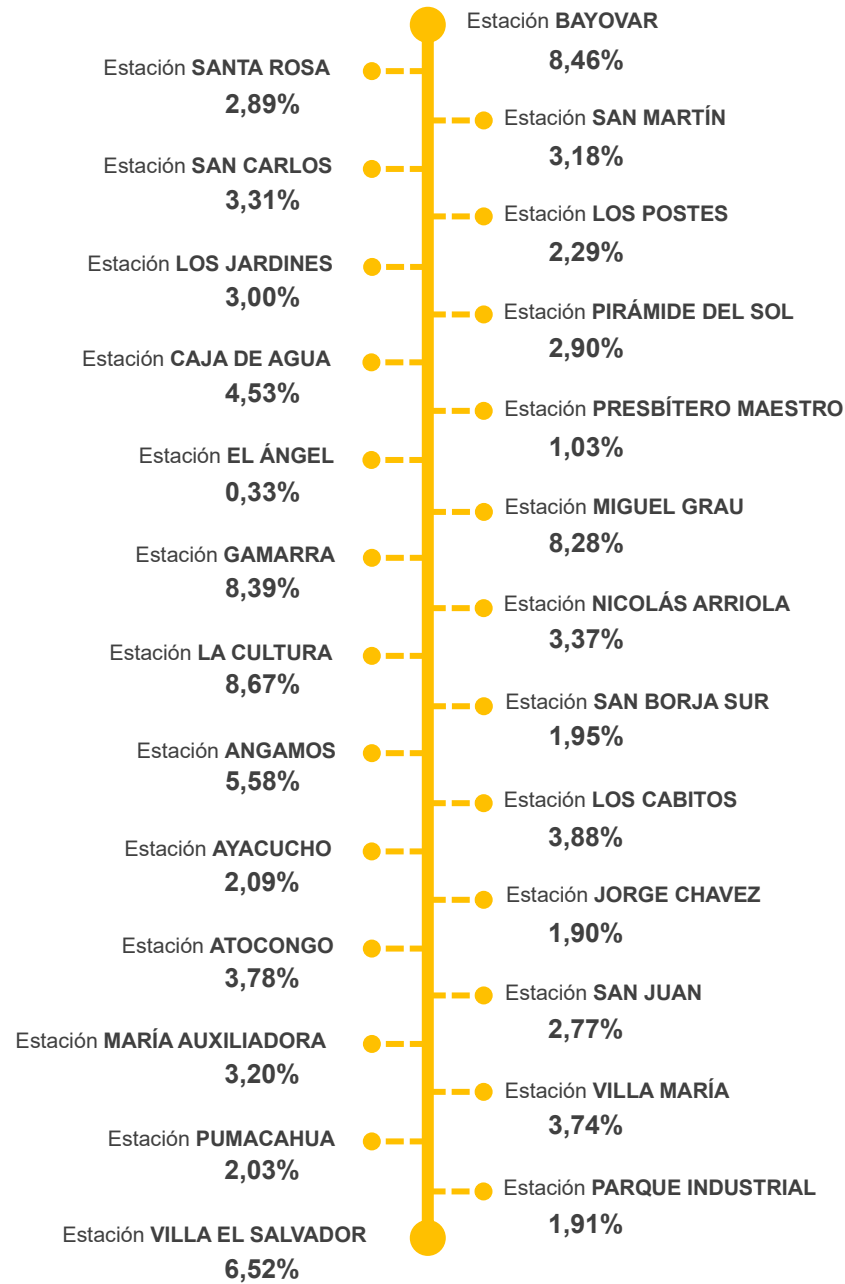 Estación BAYOVAR
8,46%
Estación SANTA ROSA
2,89%
Estación SAN MARTÍN
3,18%
Estación SAN CARLOS
3,31%
Estación LOS POSTES
2,29%
Estación LOS JARDINES
3,00%
Estación PIRÁMIDE DEL SOL
2,90%
Estación CAJA DE AGUA
4,53%
Estación PRESBÍTERO MAESTRO
1,03%
Estación EL ÁNGEL
0,33%
Estación MIGUEL GRAU
8,28%
Estación GAMARRA
8,39%
Estación NICOLÁS ARRIOLA
3,37%
Estación LA CULTURA
8,67%
Estación SAN BORJA SUR
1,95%
Estación ANGAMOS
5,58%
Estación LOS CABITOS
3,88%
Estación AYACUCHO
2,09%
Estación JORGE CHAVEZ
1,90%
Estación ATOCONGO
3,78%
Estación SAN JUAN
2,77%
Estación MARÍA AUXILIADORA
3,20%
Estación VILLA MARÍA
3,74%
Estación PUMACAHUA
2,03%
Estación PARQUE INDUSTRIAL
1,91%
Estación VILLA EL SALVADOR
6,52%